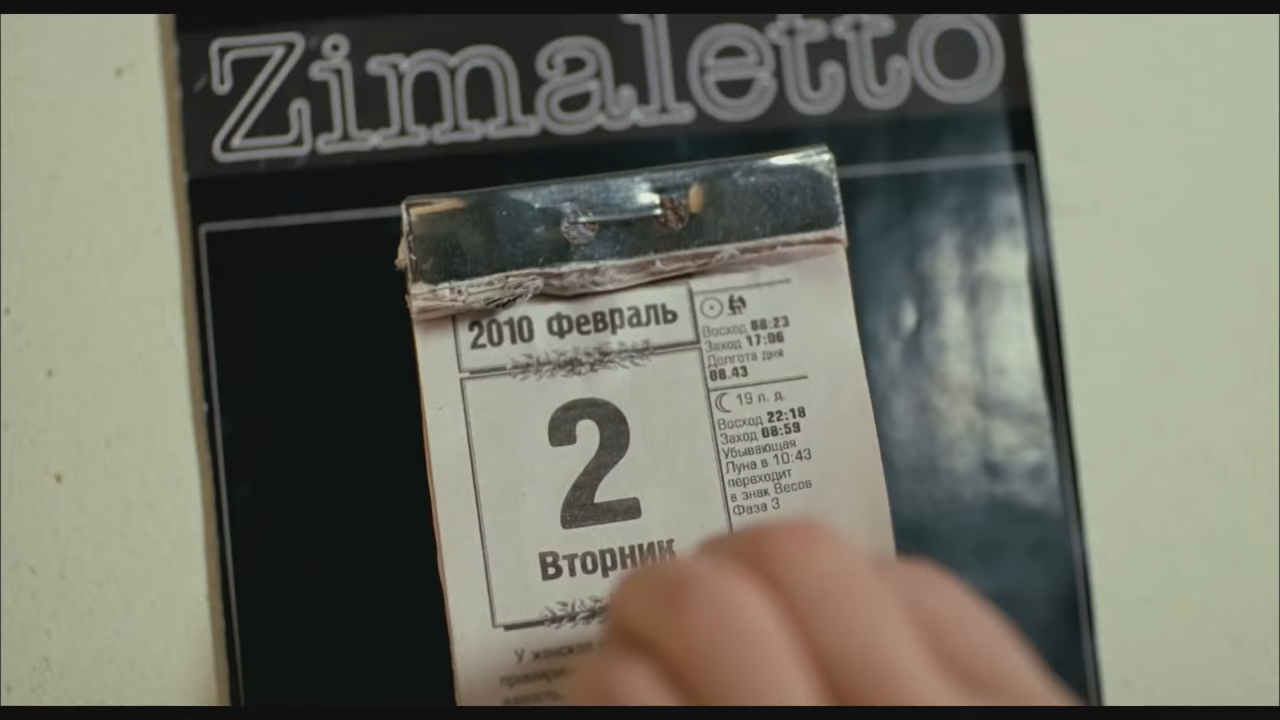 Zimaletto
2010 Февраль
2
Вторник
Восход 08:23
Заход 17:06
Долгота дня
08.43
19 л. д.
Восход 22:18
Заход 08:59
Убывающая
Луна в 10:43
переходит
в знак Весов
Фаза 3
У женской